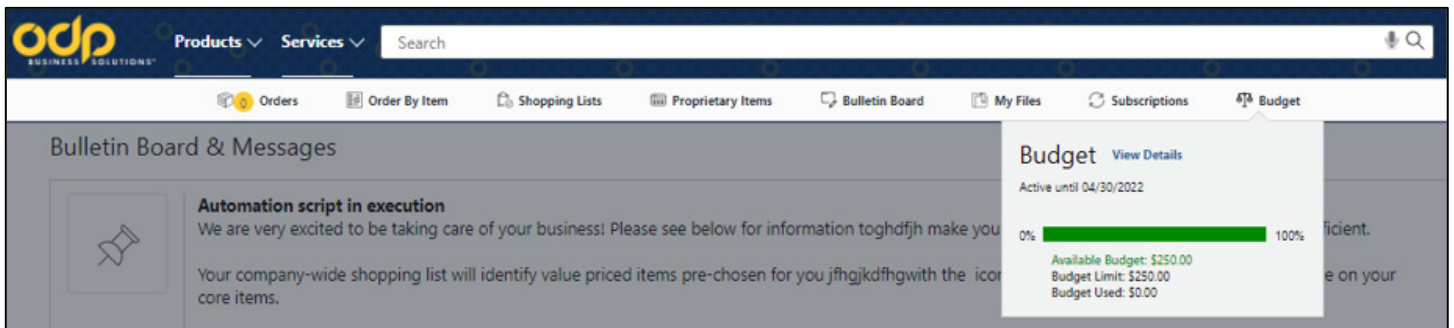 odp
BUSINESS SOLUTIONS
Products Services Search
0 Orders Order By Item Shopping Lists Proprietary Items Bulletin Board My Files Subscriptions Budget
Bulletin Board & Messages
Budget View Details
Active until 04/30/2022
0% 100%
Available Budget: $250.00
Budget Limit: $250.00
Budget Used: $0.00
Automation script in execution
We are very excited to be taking care of your business! Please see below for information toghdfjh make you ficient.
Your company-wide shopping list will identify value priced items pre-chosen for you jfhgjkdfhgwith the icon e on your
core items.